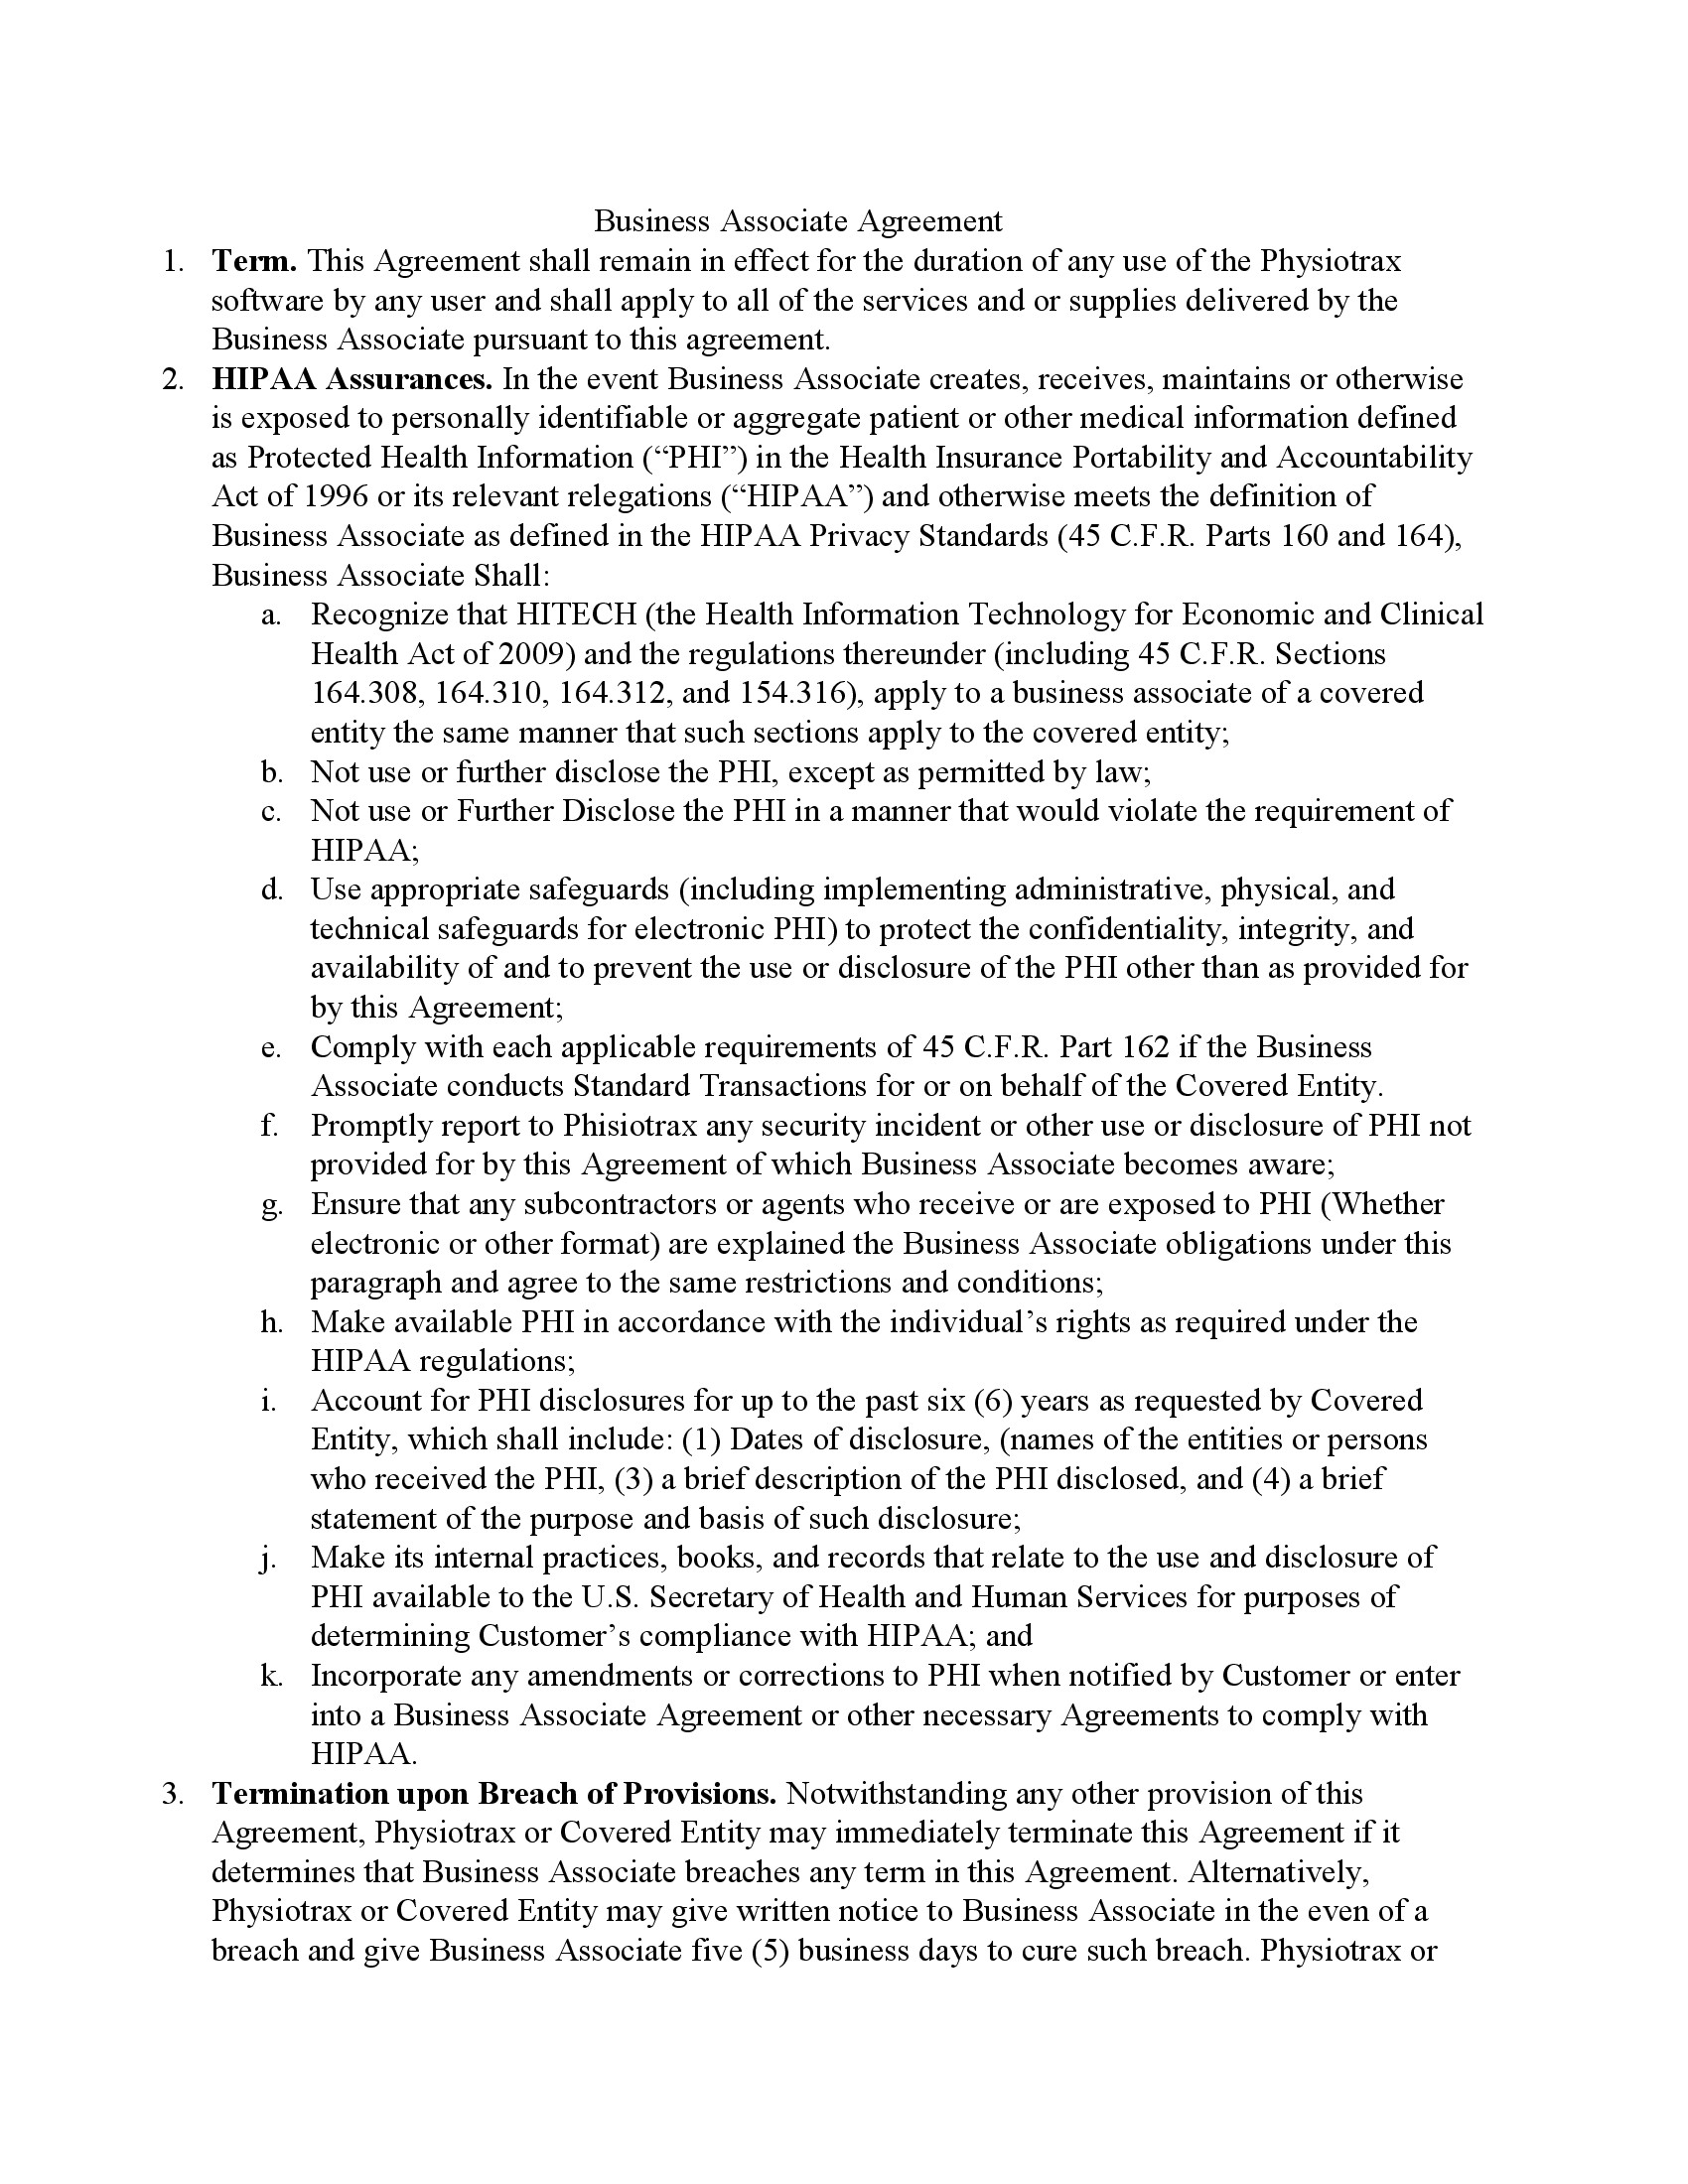 Business Associate Agreement
1. Term. This Agreement shall remain in effect for the duration of any use of the Physiotrax
software by any user and shall apply to all of the services and or supplies delivered by the
Business Associate pursuant to this agreement.
2. HIPAA Assurances. In the event Business Associate creates, receives, maintains or otherwise
is exposed to personally identifiable or aggregate patient or other medical information defined
as Protected Health Information (“PHI”) in the Health Insurance Portability and Accountability
Act of 1996 or its relevant relegations (“HIPAA”) and otherwise meets the definition of
Business Associate as defined in the HIPAA Privacy Standards (45 C.F.R. Parts 160 and 164),
Business Associate Shall:
a. Recognize that HITECH (the Health Information Technology for Economic and Clinical
Health Act of 2009) and the regulations thereunder (including 45 C.F.R. Sections
164.308, 164.310, 164.312, and 154.316), apply to a business associate of a covered
entity the same manner that such sections apply to the covered entity;
b. Not use or further disclose the PHI, except as permitted by law;
c. Not use or Further Disclose the PHI in a manner that would violate the requirement of
HIPAA;
d. Use appropriate safeguards (including implementing administrative, physical, and
technical safeguards for electronic PHI) to protect the confidentiality, integrity, and
availability of and to prevent the use or disclosure of the PHI other than as provided for
by this Agreement;
e. Comply with each applicable requirements of 45 C.F.R. Part 162 if the Business
Associate conducts Standard Transactions for or on behalf of the Covered Entity.
f. Promptly report to Phisiotrax any security incident or other use or disclosure of PHI not
provided for by this Agreement of which Business Associate becomes aware;
g. Ensure that any subcontractors or agents who receive or are exposed to PHI (Whether
electronic or other format) are explained the Business Associate obligations under this
paragraph and agree to the same restrictions and conditions;
h. Make available PHI in accordance with the individual’s rights as required under the
HIPAA regulations;
i. Account for PHI disclosures for up to the past six (6) years as requested by Covered
Entity, which shall include: (1) Dates of disclosure, (names of the entities or persons
who received the PHI, (3) a brief description of the PHI disclosed, and (4) a brief
statement of the purpose and basis of such disclosure;
j. Make its internal practices, books, and records that relate to the use and disclosure of
PHI available to the U.S. Secretary of Health and Human Services for purposes of
determining Customer’s compliance with HIPAA; and
k. Incorporate any amendments or corrections to PHI when notified by Customer or enter
into a Business Associate Agreement or other necessary Agreements to comply with
HIPAA.
3. Termination upon Breach of Provisions. Notwithstanding any other provision of this
Agreement, Physiotrax or Covered Entity may immediately terminate this Agreement if it
determines that Business Associate breaches any term in this Agreement. Alternatively,
Physiotrax or Covered Entity may give written notice to Business Associate in the even of a
breach and give Business Associate five (5) business days to cure such breach. Physiotrax or